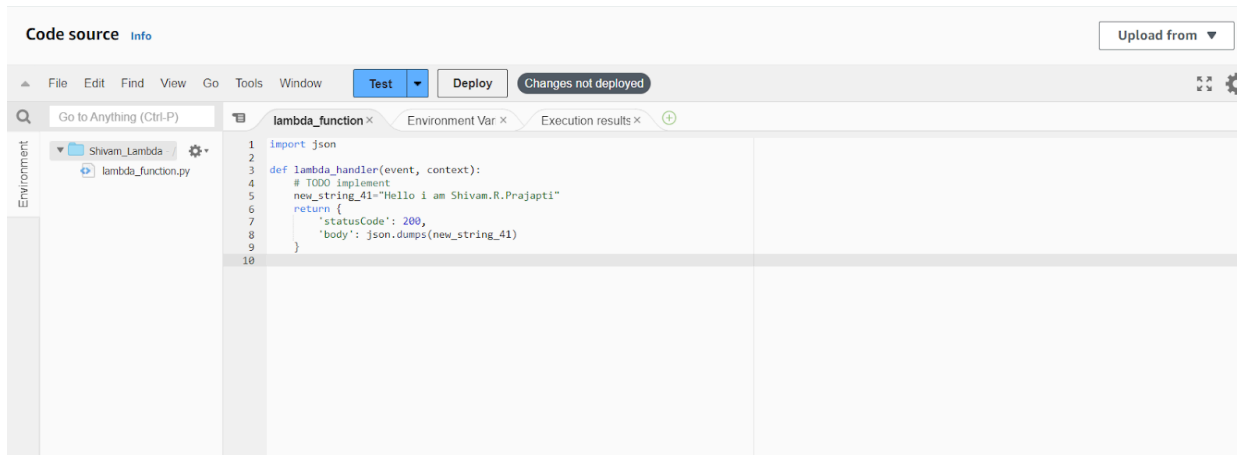 Code source Info
Upload from ▼
File Edit Find View Go Tools Window Test Deploy Changes not deployed
Go to Anything (Ctrl-P)
lambda_function × Environment Var × Execution results ×
Environment
Shivam_Lambda - /
lambda_function.py
1 import json
2
3 def lambda_handler(event, context):
4     # TODO implement
5     new_string_41="Hello i am Shivam.R.Prajapti"
6     return {
7         'statusCode': 200,
8         'body': json.dumps(new_string_41)
9     }
10